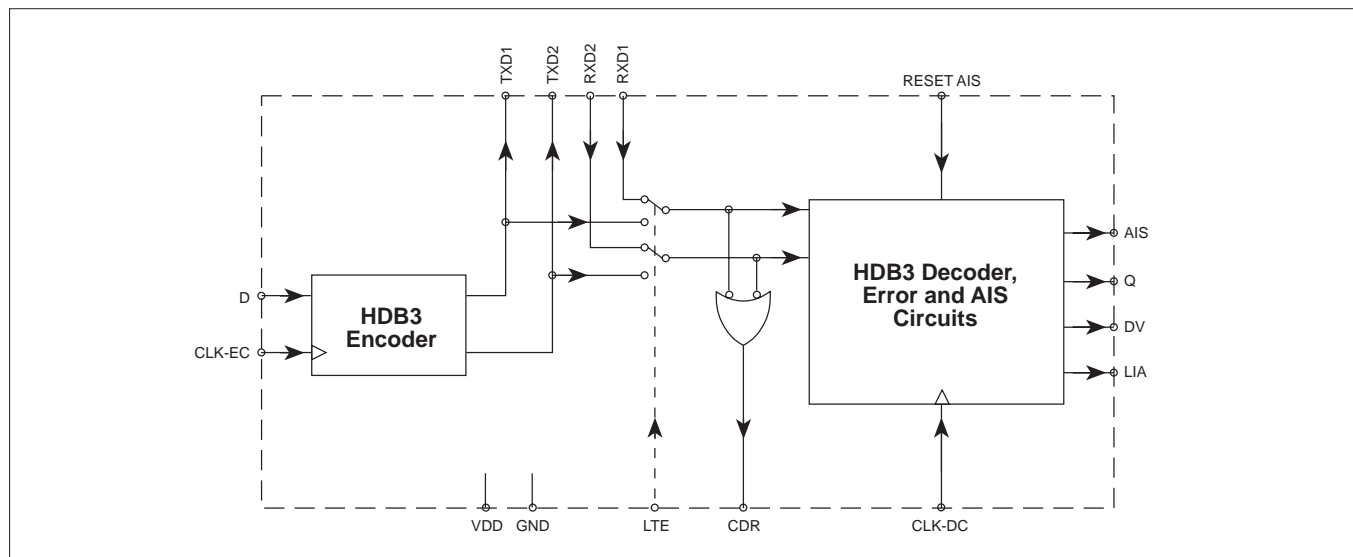 TXD1
TXD2
RXD2
RXD1
RESET AIS
D
CLK-EC
HDB3
Encoder
HDB3 Decoder,
Error and AIS
Circuits
AIS
Q
DV
LIA
VDD
GND
LTE
CDR
CLK-DC